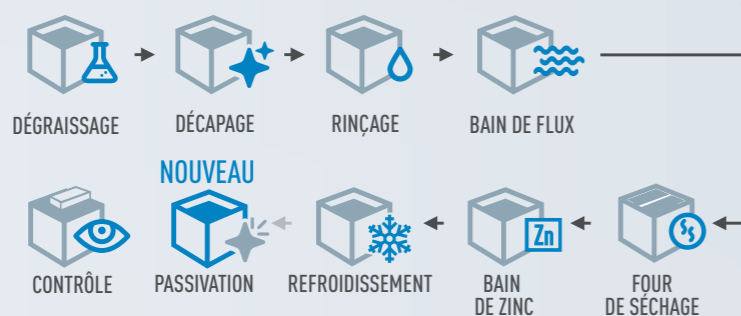 DÉGRAISSAGE
DÉCAPAGE
RINÇAGE
BAIN DE FLUX
NOUVEAU
CONTRÔLE
PASSIVATION
REFROIDISSEMENT
Zn
BAIN
DE ZINC
FOUR
DE SÉCHAGE